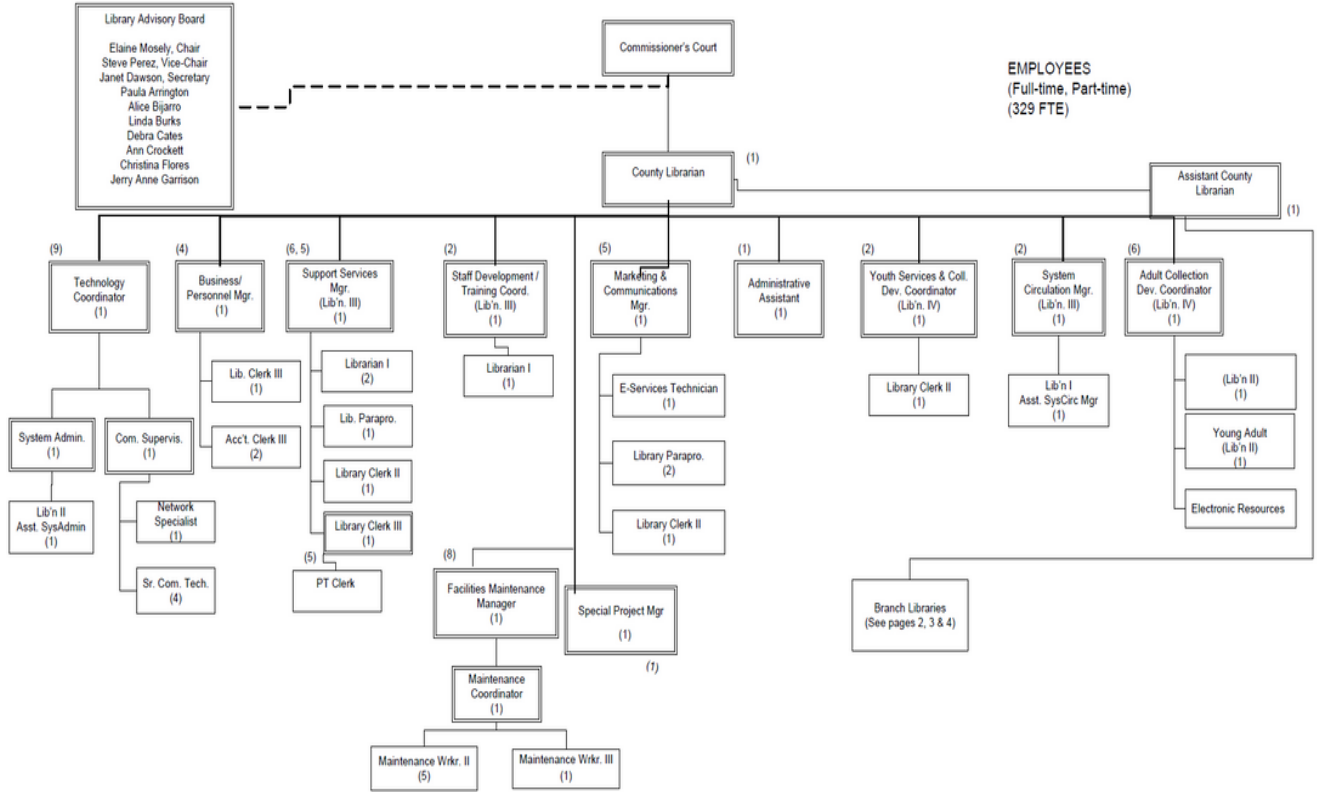 Library Advisory Board
Elaine Mosely, Chair
Steve Perez, Vice-Chair
Janet Dawson, Secretary
Paula Arrington
Alice Bijarro
Linda Burks
Debra Cates
Ann Crockett
Christina Flores
Jerry Anne Garrison
Commissioner's Court
EMPLOYEES
(Full-time, Part-time)
(329 FTE)
County Librarian
(1)
Assistant County
Librarian
(1)
(9)
Technology
Coordinator
(1)
(4)
Business/
Personnel Mgr.
(1)
(6, 5)
Support Services
Mgr.
(Lib'n. III)
(1)
(2)
Staff Development /
Training Coord.
(Lib'n. III)
(1)
(5)
Marketing &
Communications
Mgr.
(1)
(1)
Administrative
Assistant
(1)
(2)
Youth Services & Coll.
Dev. Coordinator
(Lib'n. IV)
(1)
(2)
System
Circulation Mgr.
(Lib'n. III)
(1)
(6)
Adult Collection
Dev. Coordinator
(Lib'n. IV)
(1)
System Admin.
(1)
Com. Supervis.
(1)
Lib'n II
Asst. SysAdmin
(1)
Network
Specialist
(1)
Sr. Com. Tech.
(4)
Lib. Clerk III
(1)
Acc't. Clerk III
(2)
Librarian I
(2)
Lib. Parapro.
(1)
Library Clerk II
(1)
Library Clerk III
(1)
(5)
PT Clerk
Librarian I
(1)
E-Services Technician
(1)
Library Parapro.
(2)
Library Clerk II
(1)
Library Clerk II
(1)
Lib'n I
Asst. SysCirc Mgr
(1)
(Lib'n II)
(1)
Young Adult
(Lib'n II)
(1)
Electronic Resources
(8)
Facilities Maintenance
Manager
(1)
Special Project Mgr
(1)
(1)
Branch Libraries
(See pages 2, 3 & 4)
Maintenance
Coordinator
(1)
Maintenance Wrkr. II
(5)
Maintenance Wrkr. III
(1)